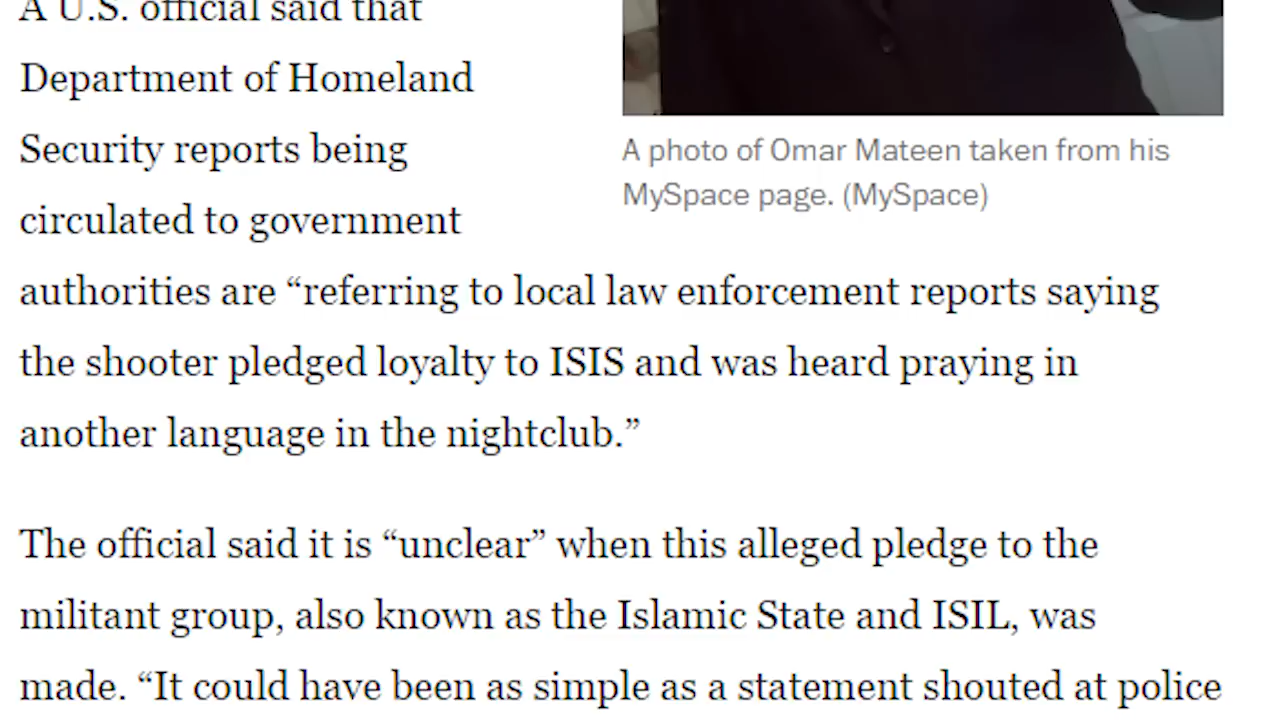 A U.S. official said that
Department of Homeland
Security reports being
circulated to government
authorities are “referring to local law enforcement reports saying
the shooter pledged loyalty to ISIS and was heard praying in
another language in the nightclub.”
The official said it is “unclear” when this alleged pledge to the
militant group, also known as the Islamic State and ISIL, was
made. “It could have been as simple as a statement shouted at police
A photo of Omar Mateen taken from his
MySpace page. (MySpace)